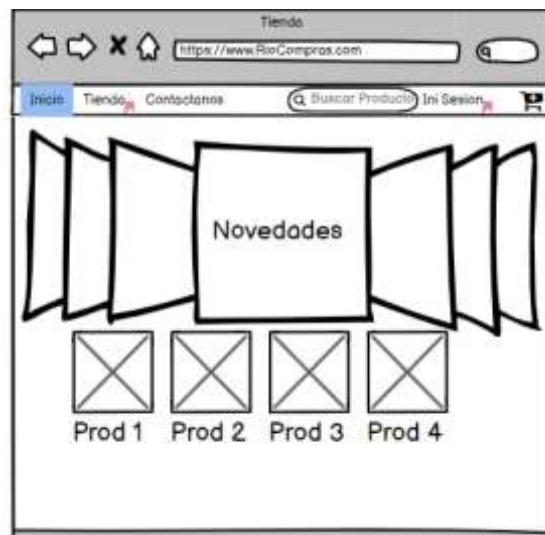 Tienda
https://www.RioCompras.com
Inicio Tienda Contactanos Buscar Producto Ini Sesion
Novedades
Prod 1 Prod 2 Prod 3 Prod 4